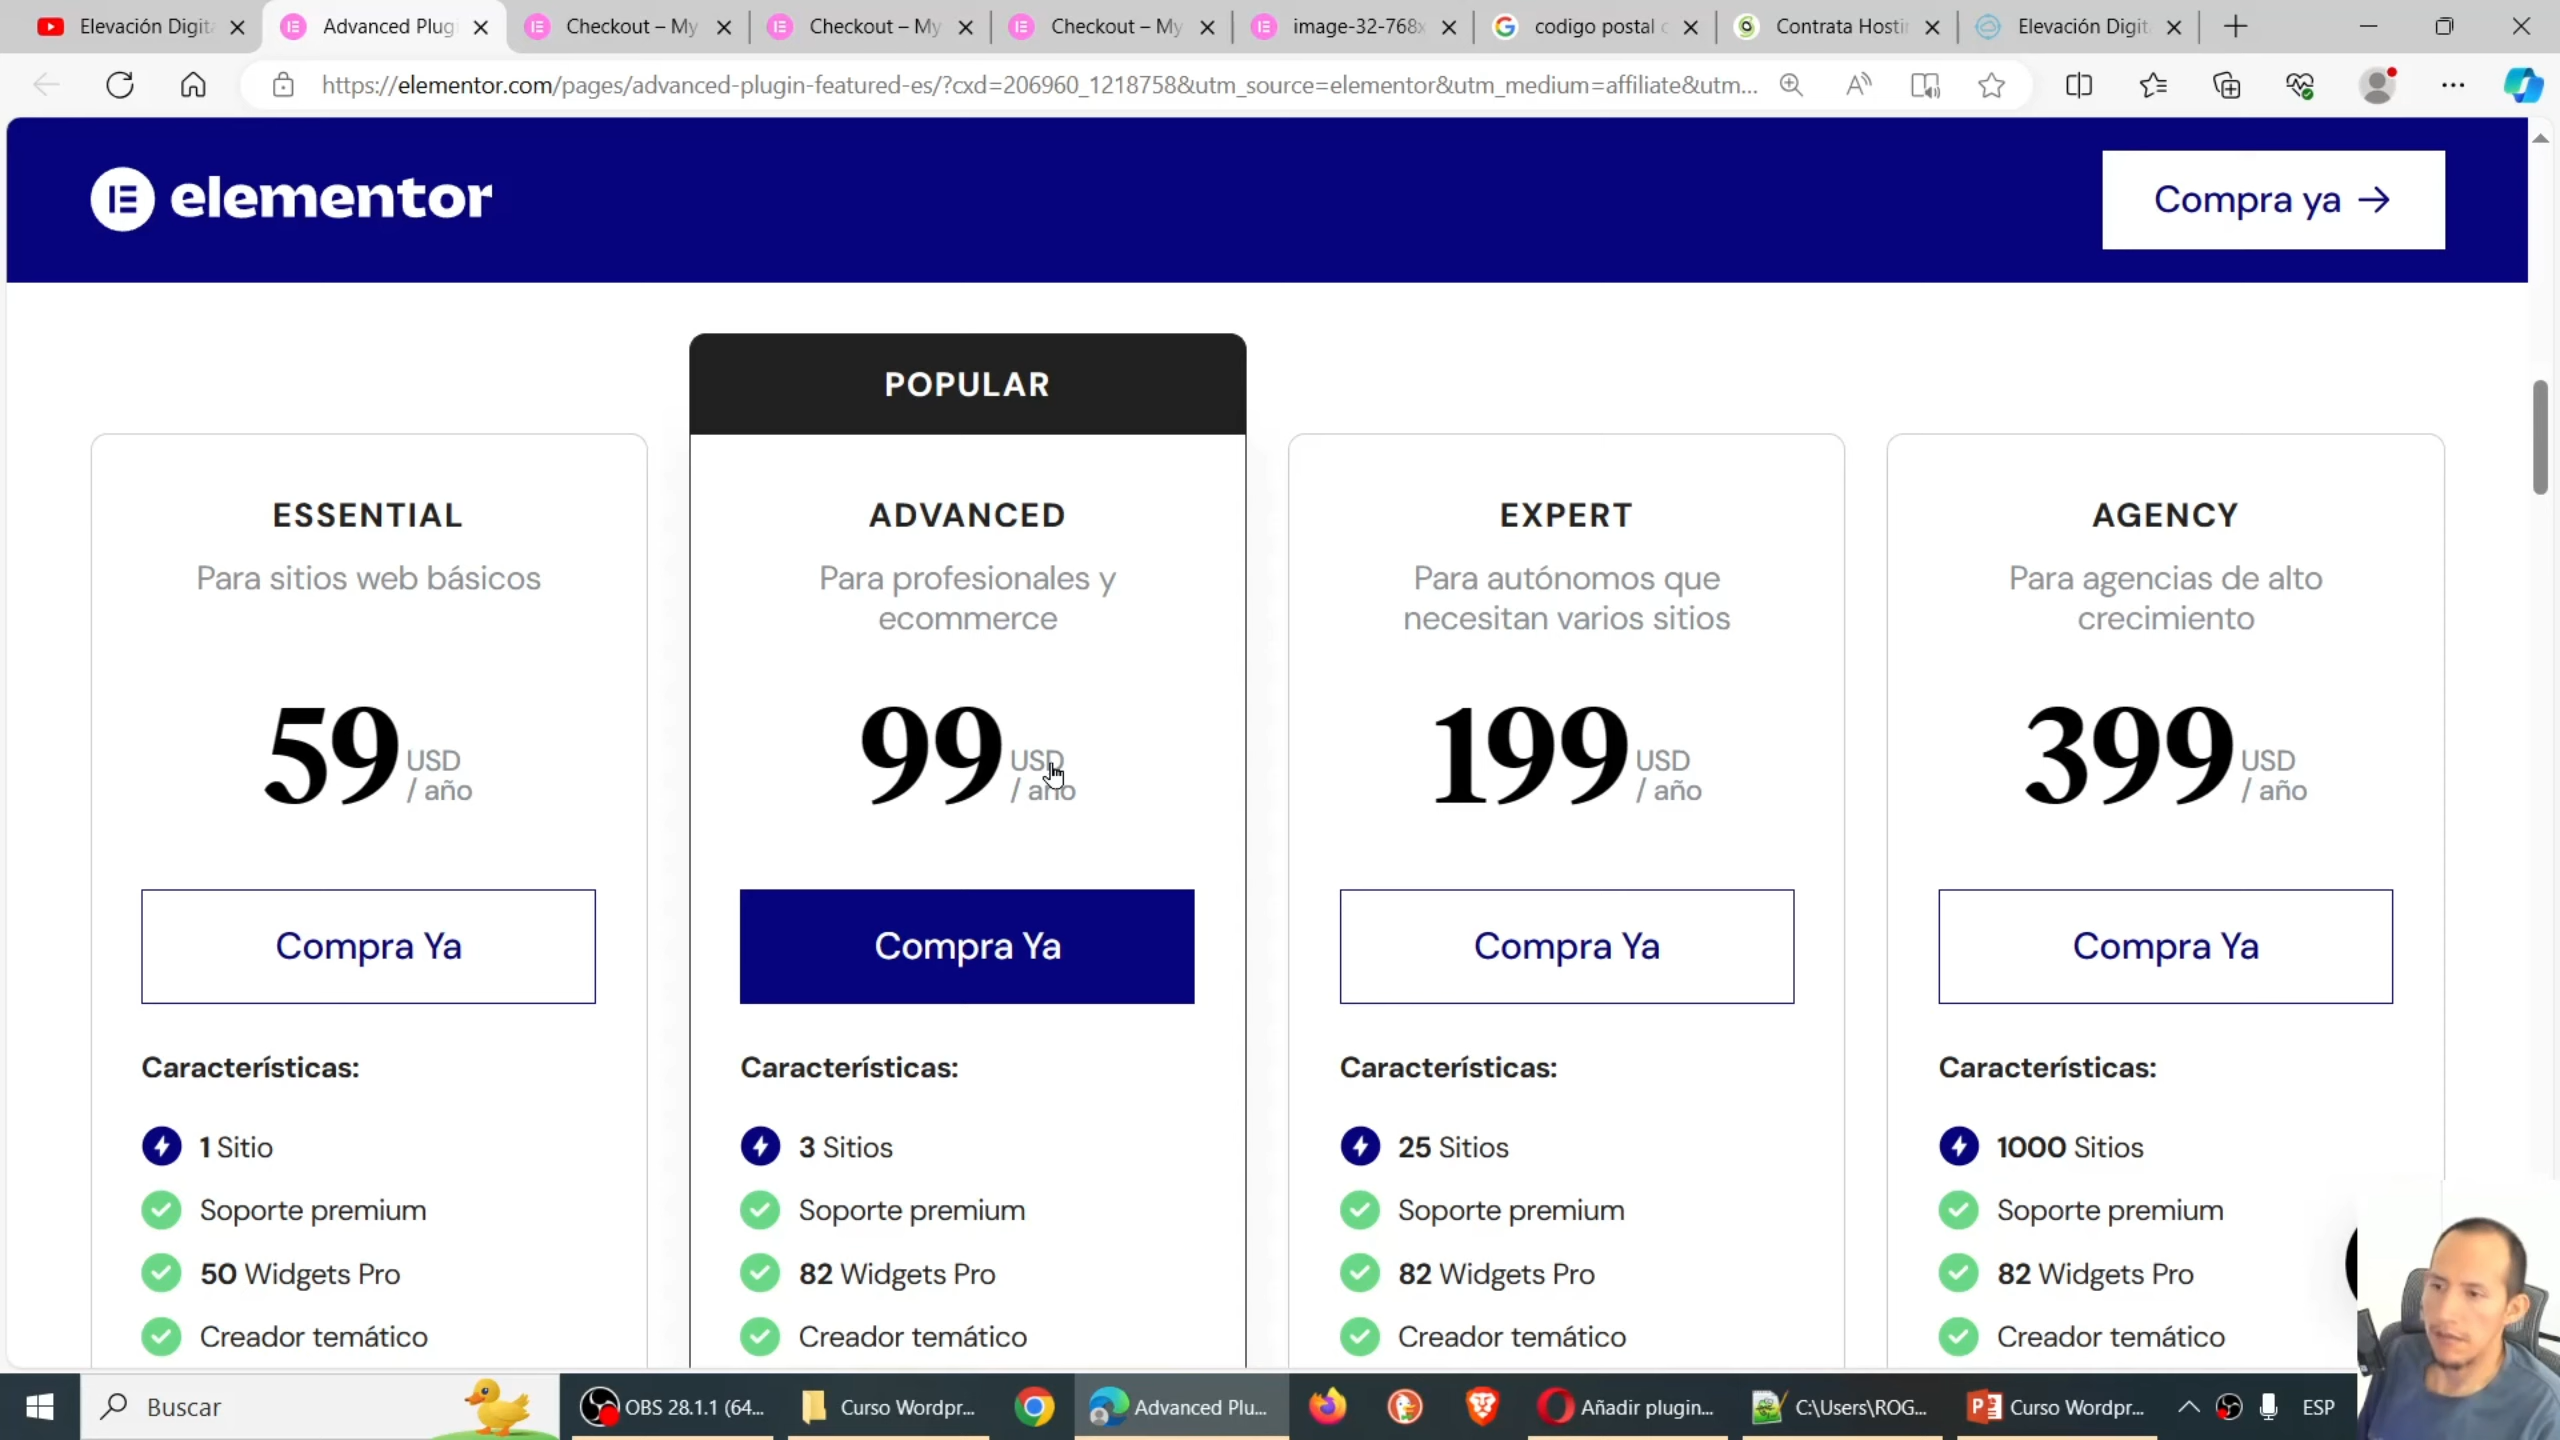 Elevación Digit
Advanced Plug
Checkout – My
Checkout – My
Checkout – My
image-32-768x
codigo postal c
Contrata Hosti
Elevación Digit
https://elementor.com/pages/advanced-plugin-featured-es/?cxd=206960_1218758&utm_source=elementor&utm_medium=affiliate&utm...
elementor
Compra ya →
POPULAR
ESSENTIAL
Para sitios web básicos
59 USD
/ año
Compra Ya
Características:
1 Sitio
Soporte premium
50 Widgets Pro
Creador temático
ADVANCED
Para profesionales y
ecommerce
99 USD
/ año
Compra Ya
Características:
3 Sitios
Soporte premium
82 Widgets Pro
Creador temático
EXPERT
Para autónomos que
necesitan varios sitios
199 USD
/ año
Compra Ya
Características:
25 Sitios
Soporte premium
82 Widgets Pro
Creador temático
AGENCY
Para agencias de alto
crecimiento
399 USD
/ año
Compra Ya
Características:
1000 Sitios
Soporte premium
82 Widgets Pro
Creador temático
Buscar
OBS 28.1.1 (64...
Curso Wordpr...
Advanced Plu...
Añadir plugin...
C:\Users\ROG...
Curso Wordpr...
ESP